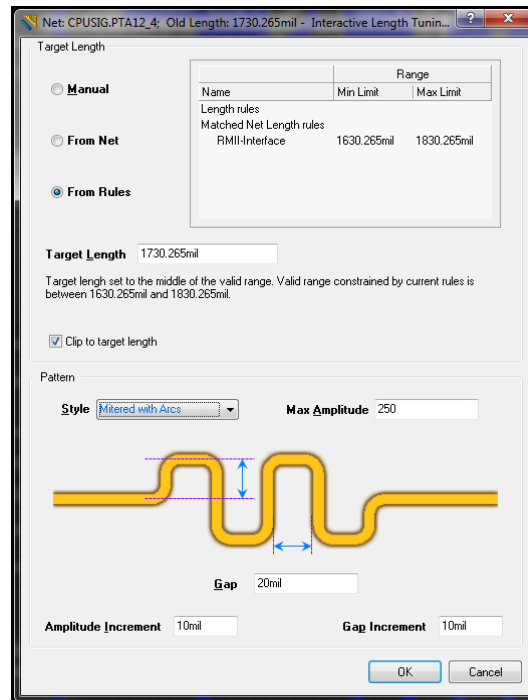 Net: CPUSIG.PTA12_4;  Old Length: 1730.265mil -  Interactive Length Tunin...
Target Length
Manual
From Net
From Rules
Range
Name Min Limit Max Limit
Length rules
Matched Net Length rules
RMII-Interface 1630.265mil 1830.265mil
Target Length 1730.265mil
Target lengh set to the middle of the valid range. Valid range constrained by current rules is
between 1630.265mil and 1830.265mil.
Clip to target length
Pattern
Style Mitered with Arcs Max Amplitude 250
Gap 20mil
Amplitude Increment 10mil Gap Increment 10mil
OK Cancel